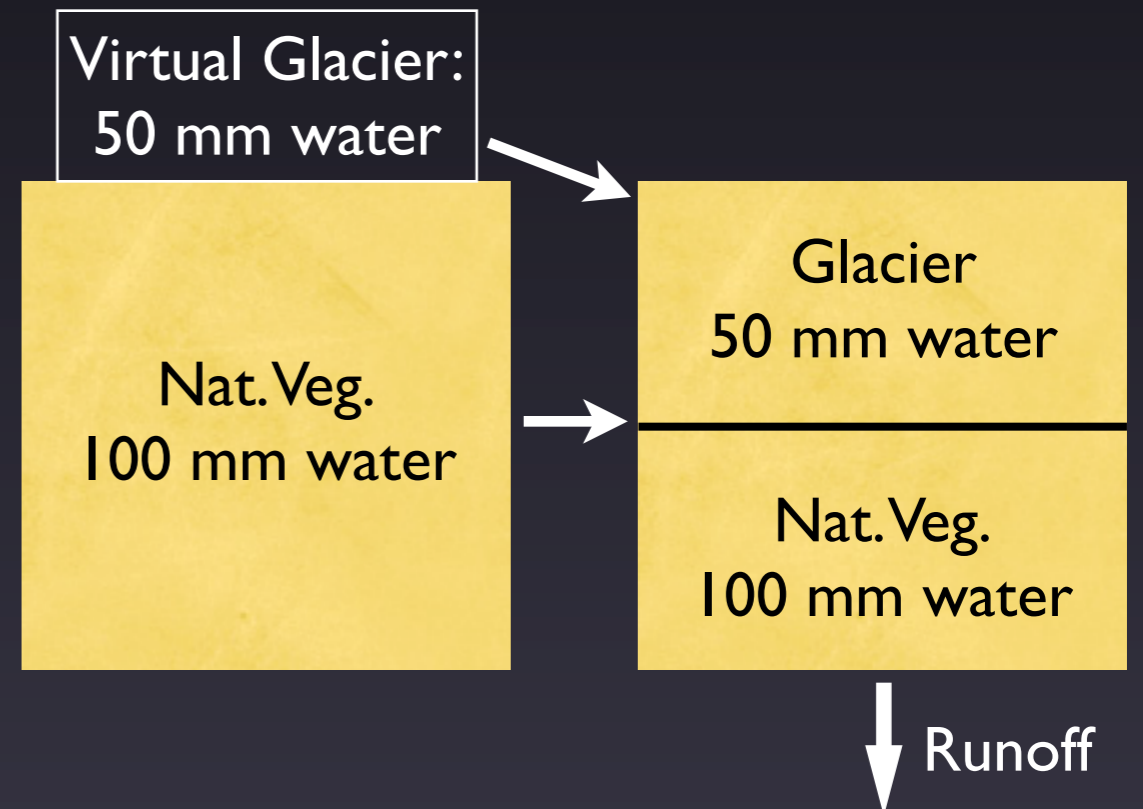 Virtual Glacier:
50 mm water
Nat. Veg.
100 mm water
Glacier
50 mm water
Nat. Veg.
100 mm water
Runoff